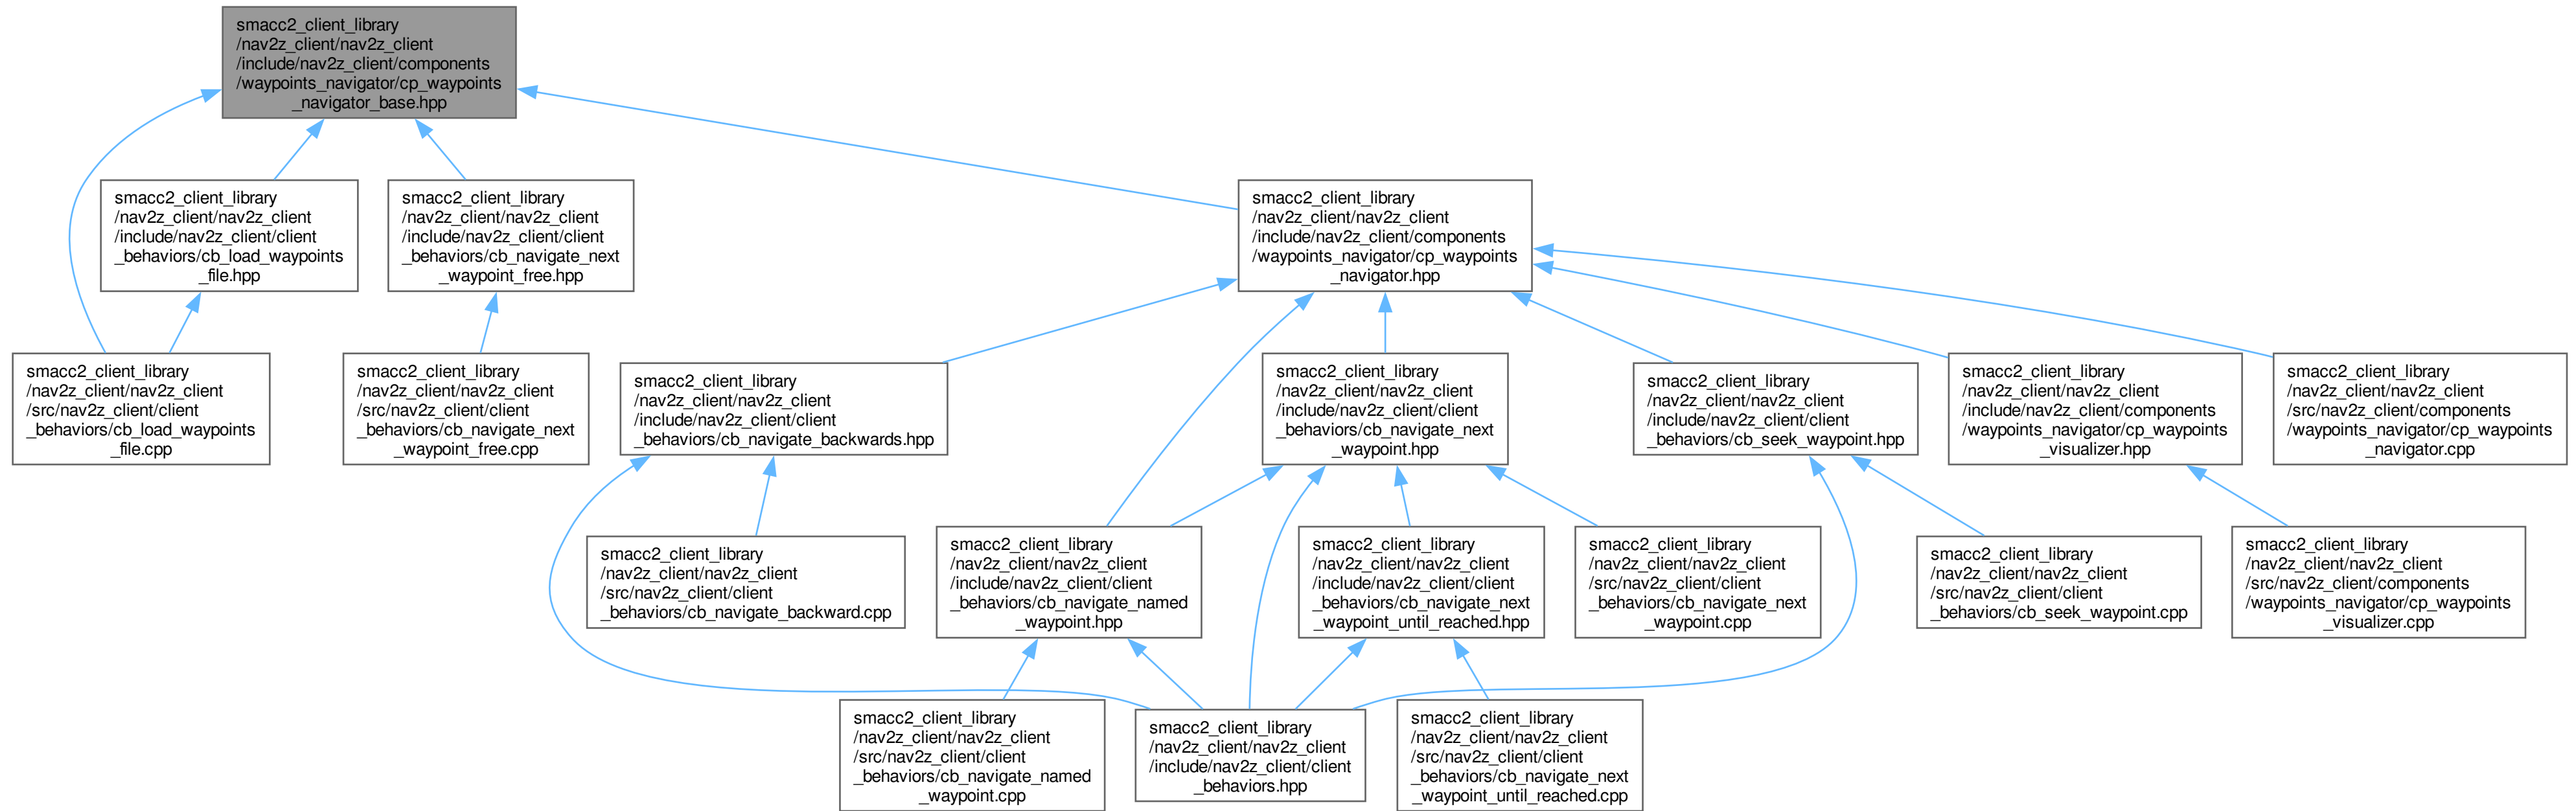 smacc2_client_library
/nav2z_client/nav2z_client
/include/nav2z_client/components
/waypoints_navigator/cp_waypoints
_navigator_base.hpp
smacc2_client_library
/nav2z_client/nav2z_client
/include/nav2z_client/client
_behaviors/cb_load_waypoints
_file.hpp
smacc2_client_library
/nav2z_client/nav2z_client
/include/nav2z_client/client
_behaviors/cb_navigate_next
_waypoint_free.hpp
smacc2_client_library
/nav2z_client/nav2z_client
/include/nav2z_client/components
/waypoints_navigator/cp_waypoints
_navigator.hpp
smacc2_client_library
/nav2z_client/nav2z_client
/src/nav2z_client/client
_behaviors/cb_load_waypoints
_file.cpp
smacc2_client_library
/nav2z_client/nav2z_client
/src/nav2z_client/client
_behaviors/cb_navigate_next
_waypoint_free.cpp
smacc2_client_library
/nav2z_client/nav2z_client
/include/nav2z_client/client
_behaviors/cb_navigate_backwards.hpp
smacc2_client_library
/nav2z_client/nav2z_client
/include/nav2z_client/client
_behaviors/cb_navigate_next
_waypoint.hpp
smacc2_client_library
/nav2z_client/nav2z_client
/include/nav2z_client/client
_behaviors/cb_seek_waypoint.hpp
smacc2_client_library
/nav2z_client/nav2z_client
/include/nav2z_client/components
/waypoints_navigator/cp_waypoints
_visualizer.hpp
smacc2_client_library
/nav2z_client/nav2z_client
/src/nav2z_client/components
/waypoints_navigator/cp_waypoints
_navigator.cpp
smacc2_client_library
/nav2z_client/nav2z_client
/src/nav2z_client/client
_behaviors/cb_navigate_backward.cpp
smacc2_client_library
/nav2z_client/nav2z_client
/include/nav2z_client/client
_behaviors/cb_navigate_named
_waypoint.hpp
smacc2_client_library
/nav2z_client/nav2z_client
/include/nav2z_client/client
_behaviors/cb_navigate_next
_waypoint_until_reached.hpp
smacc2_client_library
/nav2z_client/nav2z_client
/src/nav2z_client/client
_behaviors/cb_navigate_next
_waypoint.cpp
smacc2_client_library
/nav2z_client/nav2z_client
/src/nav2z_client/client
_behaviors/cb_seek_waypoint.cpp
smacc2_client_library
/nav2z_client/nav2z_client
/src/nav2z_client/components
/waypoints_navigator/cp_waypoints
_visualizer.cpp
smacc2_client_library
/nav2z_client/nav2z_client
/src/nav2z_client/client
_behaviors/cb_navigate_named
_waypoint.cpp
smacc2_client_library
/nav2z_client/nav2z_client
/include/nav2z_client/client
_behaviors.hpp
smacc2_client_library
/nav2z_client/nav2z_client
/src/nav2z_client/client
_behaviors/cb_navigate_next
_waypoint_until_reached.cpp